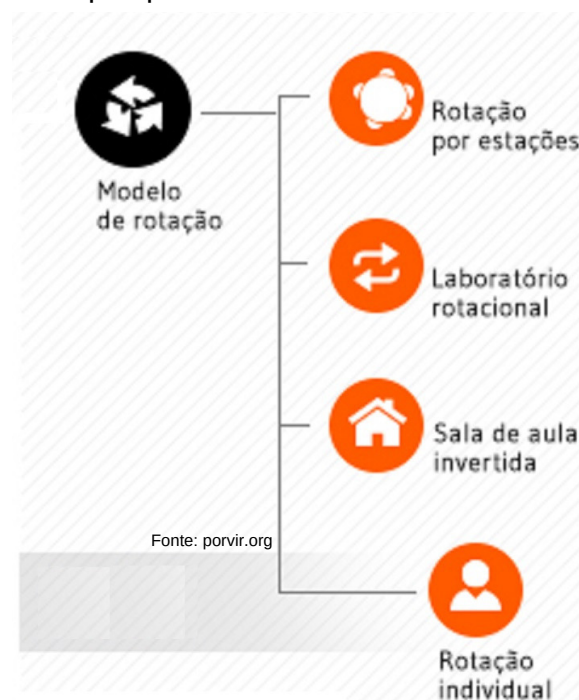 Modelo
de rotação
Rotação
por estações
Laboratório
rotacional
Sala de aula
invertida
Fonte: porvir.org
Rotação
individual